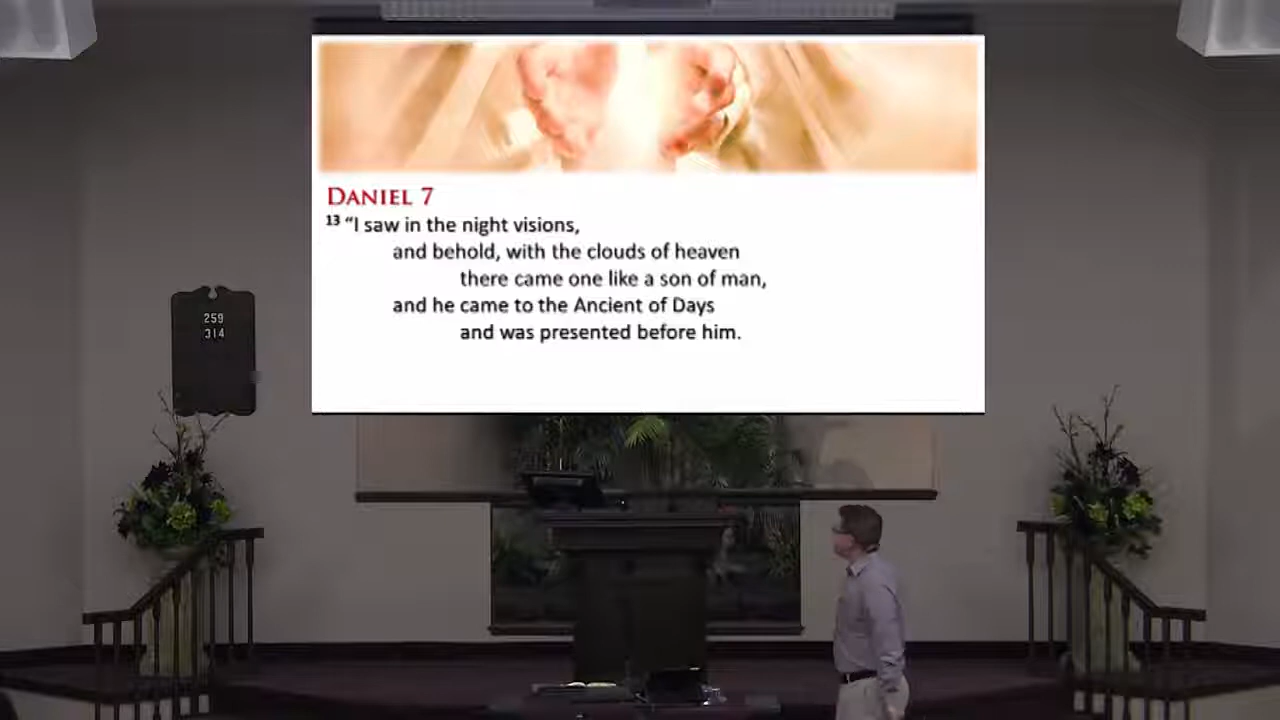 DANIEL 7
13 “I saw in the night visions,
and behold, with the clouds of heaven
there came one like a son of man,
and he came to the Ancient of Days
and was presented before him.
259
314